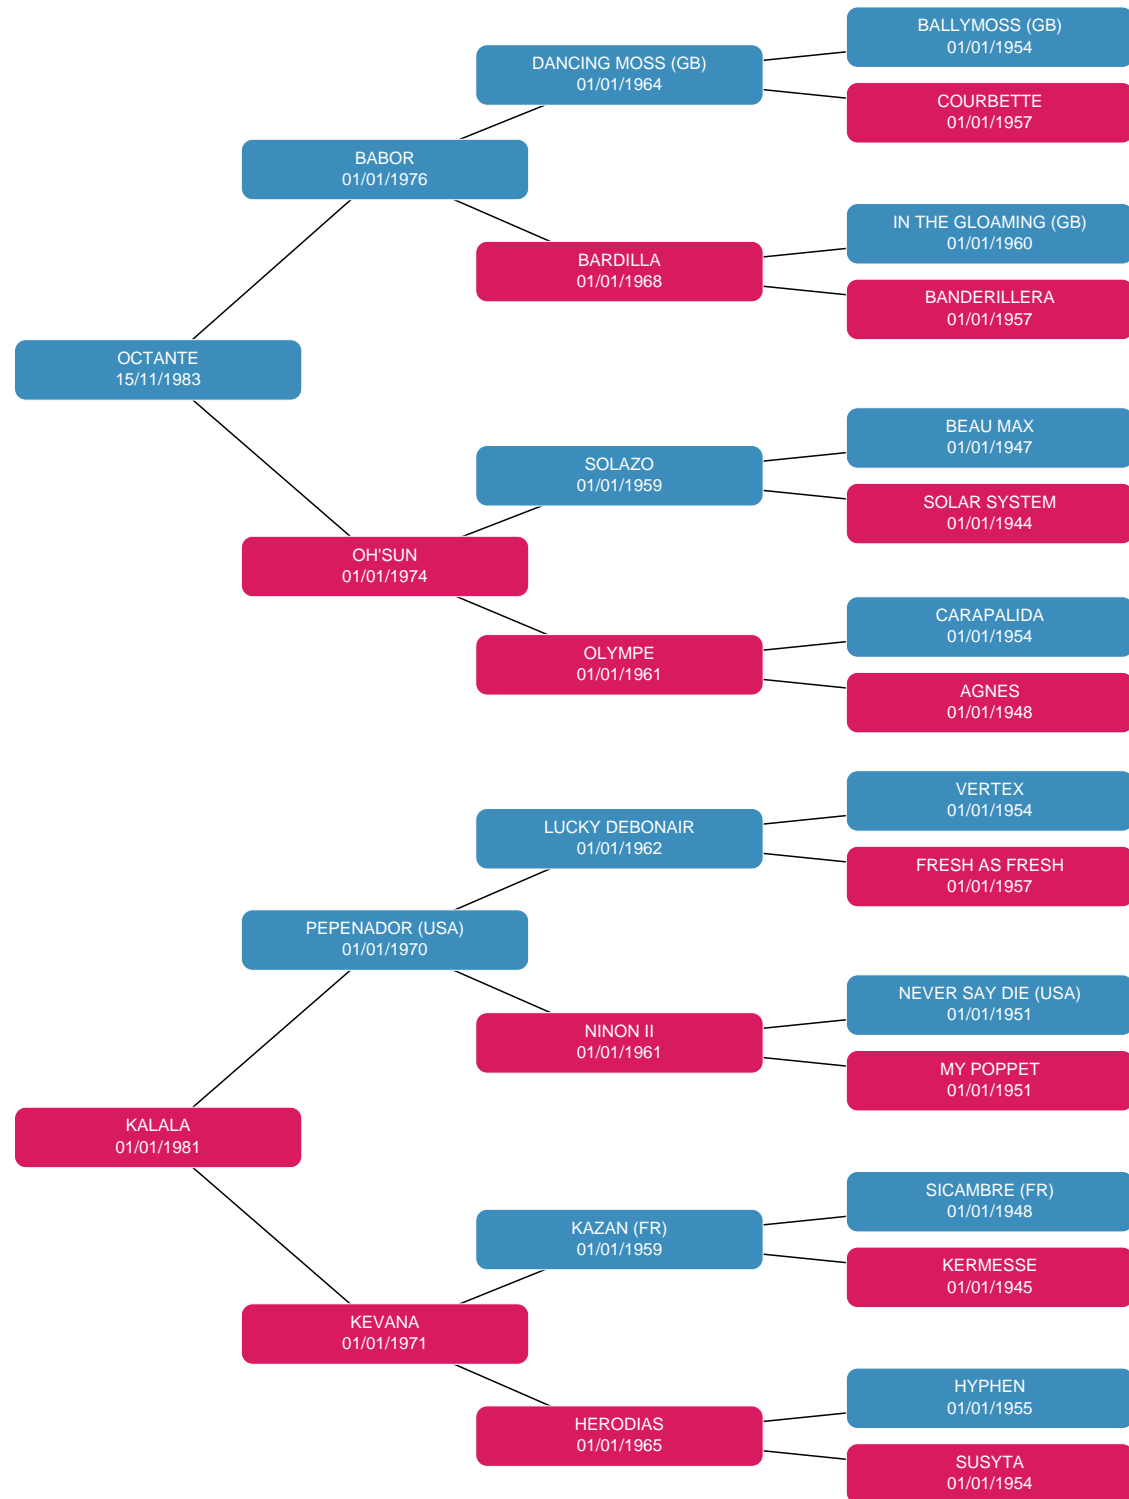 BALLYMOSS (GB)
01/01/1954
DANCING MOSS (GB)
01/01/1964
COURBETTE
01/01/1957
BABOR
01/01/1976
IN THE GLOAMING (GB)
01/01/1960
BARDILLA
01/01/1968
BANDERILLERA
01/01/1957
OCTANTE
15/11/1983
BEAU MAX
01/01/1947
SOLAZO
01/01/1959
SOLAR SYSTEM
01/01/1944
OH'SUN
01/01/1974
CARAPALIDA
01/01/1954
OLYMPE
01/01/1961
AGNES
01/01/1948
VERTEX
01/01/1954
LUCKY DEBONAIR
01/01/1962
FRESH AS FRESH
01/01/1957
PEPENADOR (USA)
01/01/1970
NEVER SAY DIE (USA)
01/01/1951
NINON II
01/01/1961
MY POPPET
01/01/1951
KALALA
01/01/1981
SICAMBRE (FR)
01/01/1948
KAZAN (FR)
01/01/1959
KERMESSE
01/01/1945
KEVANA
01/01/1971
HYPHEN
01/01/1955
HERODIAS
01/01/1965
SUSYTA
01/01/1954